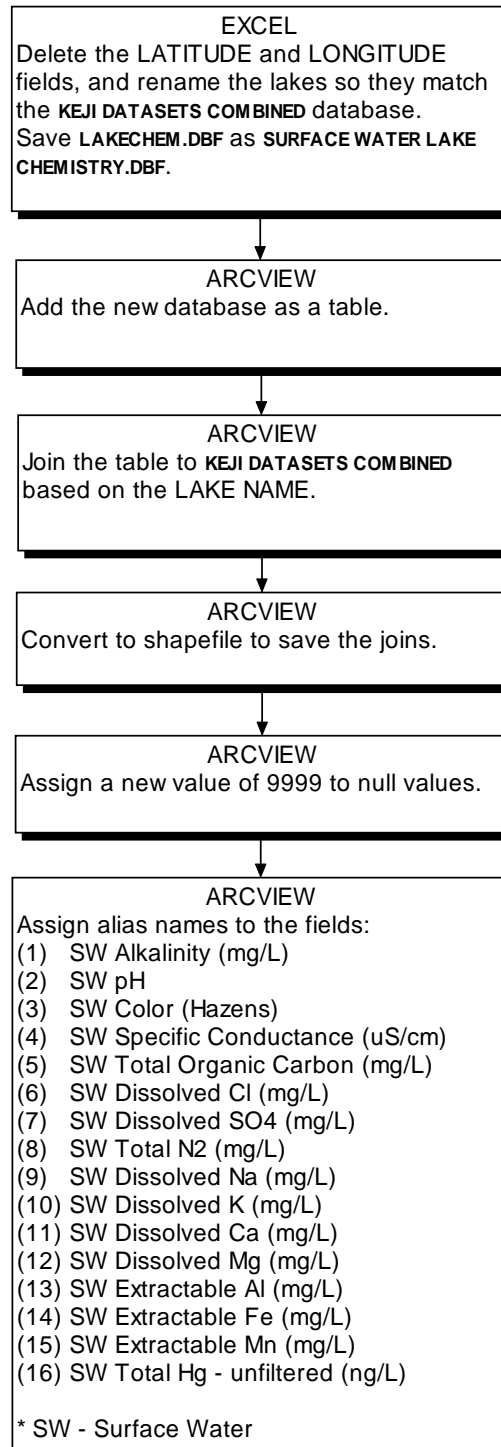 EXCEL
Delete the LATITUDE and LONGITUDE
fields, and rename the lakes so they match
the KEJI DATASETS COMBINED database.
Save LAKECHEM.DBF as SURFACE WATER LAKE
CHEMISTRY.DBF.
ARCVIEW
Add the new database as a table.
ARCVIEW
Join the table to KEJI DATASETS COMBINED
based on the LAKE NAME.
ARCVIEW
Convert to shapefile to save the joins.
ARCVIEW
Assign a new value of 9999 to null values.
ARCVIEW
Assign alias names to the fields:
(1) SW Alkalinity (mg/L)
(2) SW pH
(3) SW Color (Hazens)
(4) SW Specific Conductance (uS/cm)
(5) SW Total Organic Carbon (mg/L)
(6) SW Dissolved Cl (mg/L)
(7) SW Dissolved SO4 (mg/L)
(8) SW Total N2 (mg/L)
(9) SW Dissolved Na (mg/L)
(10) SW Dissolved K (mg/L)
(11) SW Dissolved Ca (mg/L)
(12) SW Dissolved Mg (mg/L)
(13) SW Extractable Al (mg/L)
(14) SW Extractable Fe (mg/L)
(15) SW Extractable Mn (mg/L)
(16) SW Total Hg - unfiltered (ng/L)
* SW - Surface Water